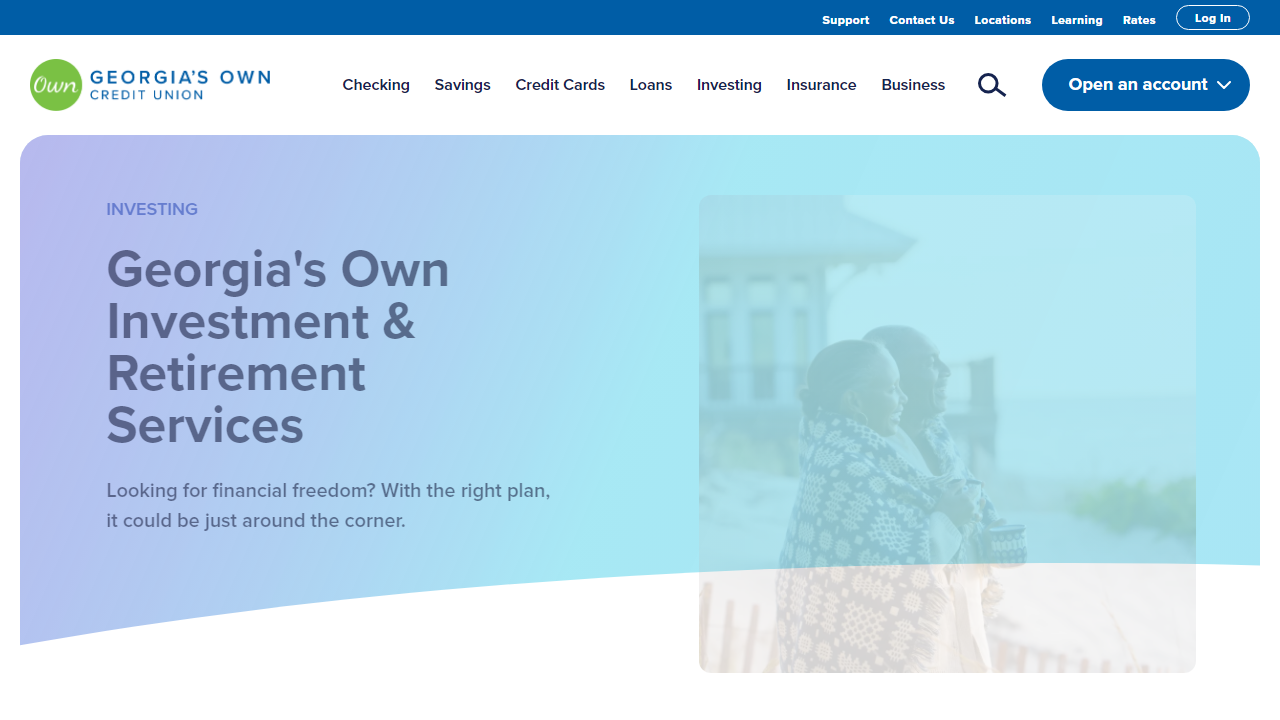 Support Contact Us Locations Learning Rates Log In
Own GEORGIA'S OWN
CREDIT UNION
Checking Savings Credit Cards Loans Investing Insurance Business Open an account
INVESTING
Georgia's Own
Investment &
Retirement
Services
Looking for financial freedom? With the right plan,
it could be just around the corner.